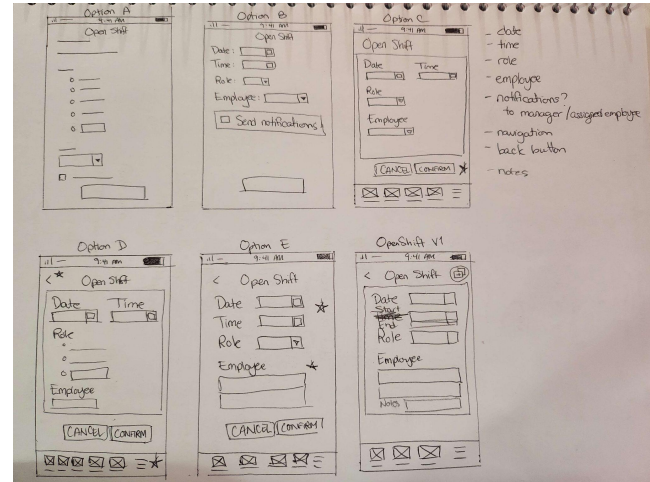 Option A
9:41 AM
Open Shift
Option B
9:41 AM
Open Shift
Date:
Time:
Role:
Employee:
Send notifications
Option C
9:41 AM
Open Shift
Date Time
Role
Employee
CANCEL CONFIRM
- date
- time
- role
- employee
- notifications?
to manager/assigned employee
- navigation
- back button
- notes
Option D
9:41 AM
< Open Shift
Date Time
Role
Employee
CANCEL CONFIRM
Option E
9:41 AM
< Open Shift
Date
Time
Role
Employee
CANCEL CONFIRM
OpenShift V1
9:41 AM
< Open Shift
Date
Start
End
Role
Employee
Notes